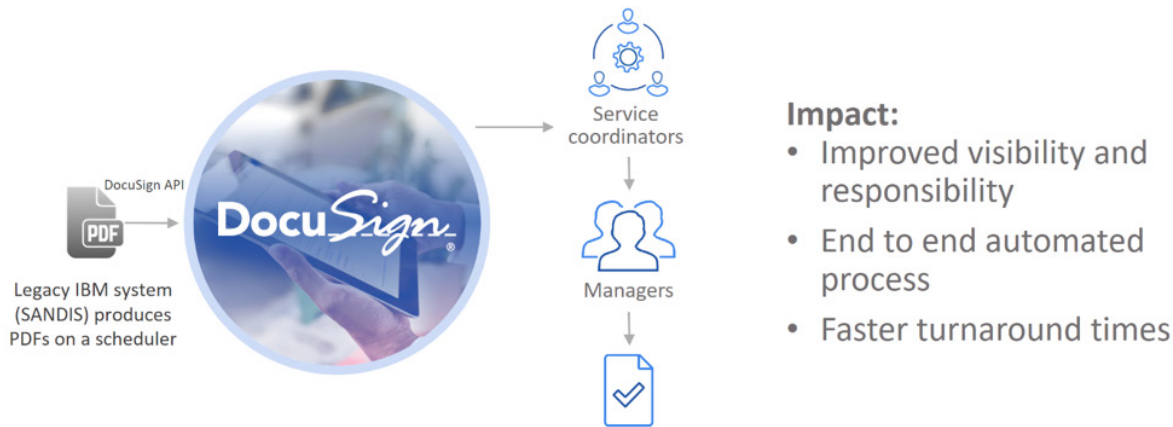 DocuSign API
PDF
Legacy IBM system
(SANDIS) produces
PDFs on a scheduler
DocuSign
®
Service
coordinators
Managers
Impact:
• Improved visibility and
responsibility
• End to end automated
process
• Faster turnaround times